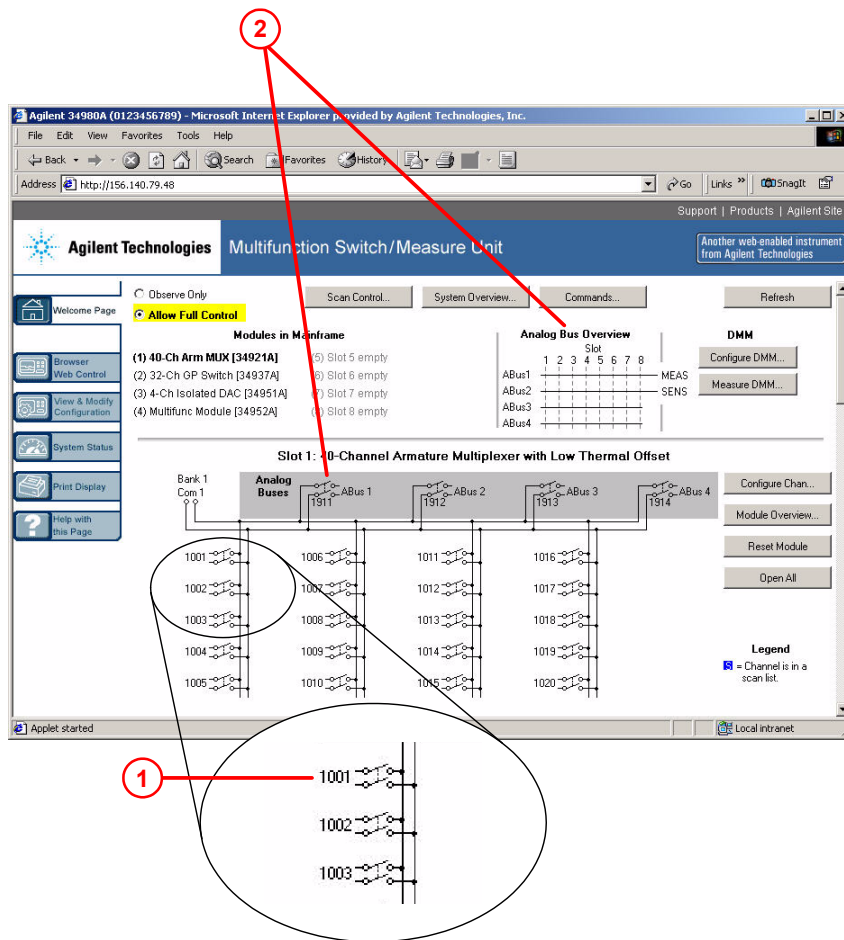 2
Agilent 34980A (0123456789) - Microsoft Internet Explorer provided by Agilent Technologies, Inc.
File Edit View Favorites Tools Help
Back Search Favorites History
Address http://156.140.79.48 Go Links » SnagIt
Support | Products | Agilent Site
Agilent Technologies Multifunction Switch/Measure Unit
Another web-enabled instrument
from Agilent Technologies
Welcome Page
Browser
Web Control
View & Modify
Configuration
System Status
Print Display
Help with
this Page
Observe Only
Allow Full Control
Scan Control... System Overview... Commands... Refresh
Modules in Mainframe
(1) 40-Ch Arm MUX [34921A] (5) Slot 5 empty
(2) 32-Ch GP Switch [34937A] (6) Slot 6 empty
(3) 4-Ch Isolated DAC [34951A] (7) Slot 7 empty
(4) Multifunc Module [34952A] (8) Slot 8 empty
Analog Bus Overview
Slot
1 2 3 4 5 6 7 8
ABus1 MEAS
ABus2 SENS
ABus3
ABus4
DMM
Configure DMM...
Measure DMM...
Slot 1: 40-Channel Armature Multiplexer with Low Thermal Offset
Bank 1
Com 1
Analog
Buses
ABus 1 ABus 2 ABus 3 ABus 4
1911 1912 1913 1914
1001 1006 1011 1016
1002 1007 1012 1017
1003 1008 1013 1018
1004 1009 1014 1019
1005 1010 1015 1020
Configure Chan...
Module Overview...
Reset Module
Open All
Legend
S = Channel is in a
scan list.
Applet started Local intranet
1
1001
1002
1003